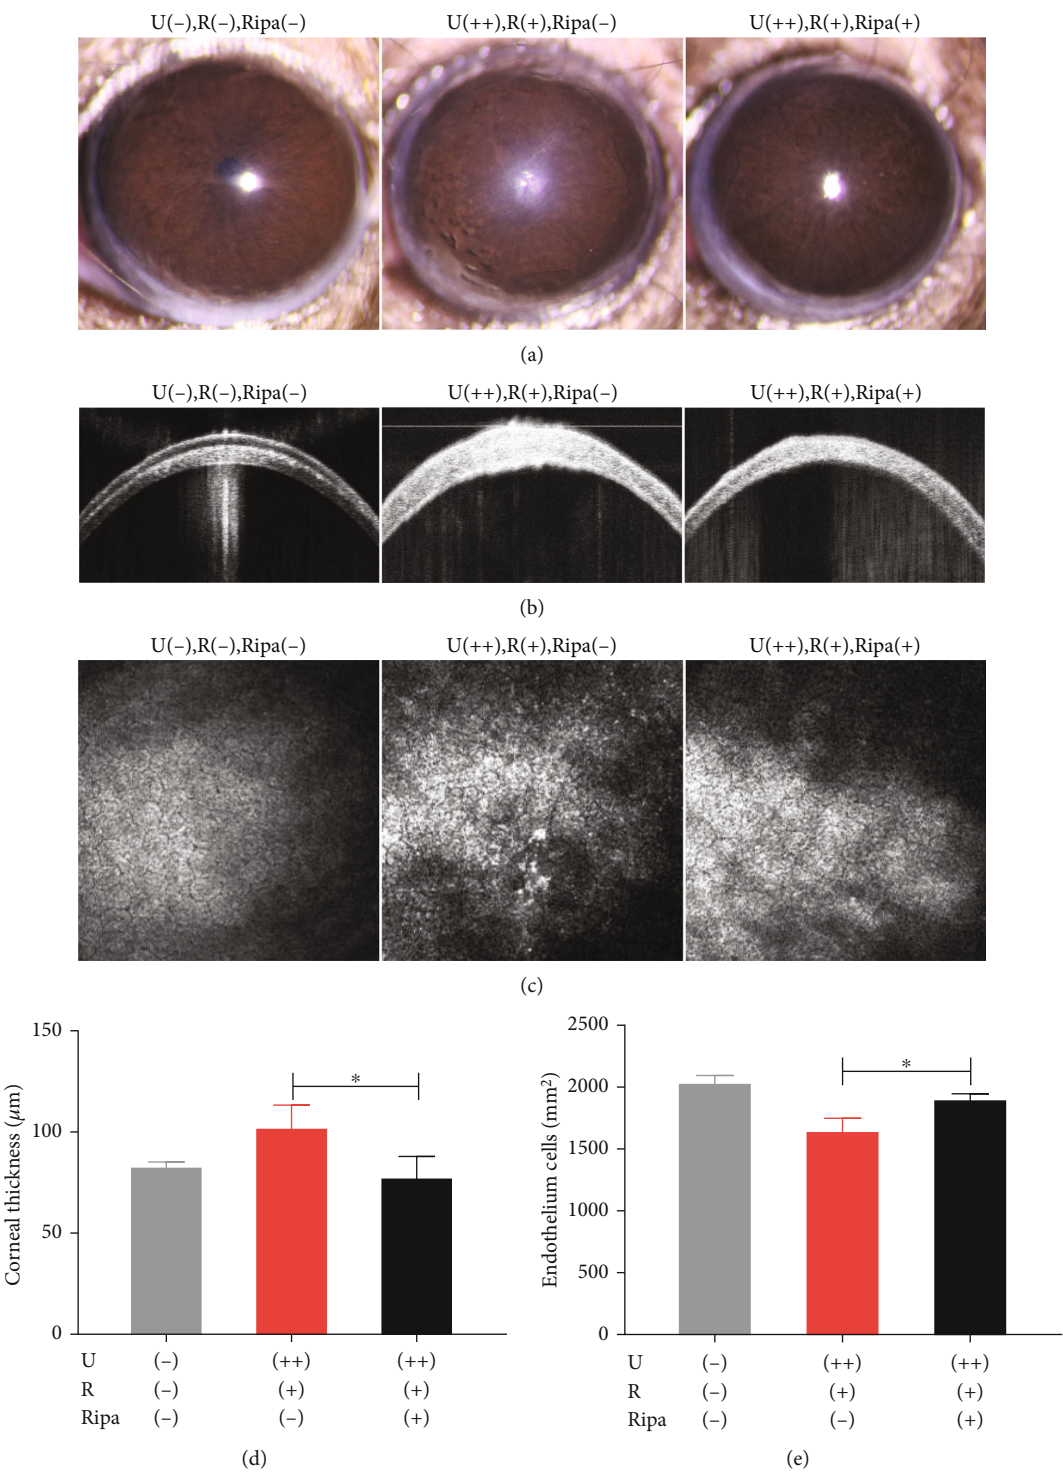 U(–),R(–),Ripa(–) U(++),R(+),Ripa(–) U(++),R(+),Ripa(+)
(a)
U(–),R(–),Ripa(–) U(++),R(+),Ripa(–) U(++),R(+),Ripa(+)
(b)
U(–),R(–),Ripa(–) U(++),R(+),Ripa(–) U(++),R(+),Ripa(+)
(c)
Corneal thickness (μm)
150
100
50
0
*
U (–) (++) (++)
R (–) (+) (+)
Ripa (–) (–) (+)
(d)
Endothelium cells (mm²)
2500
2000
1500
1000
500
0
*
U (–) (++) (++)
R (–) (+) (+)
Ripa (–) (–) (+)
(e)